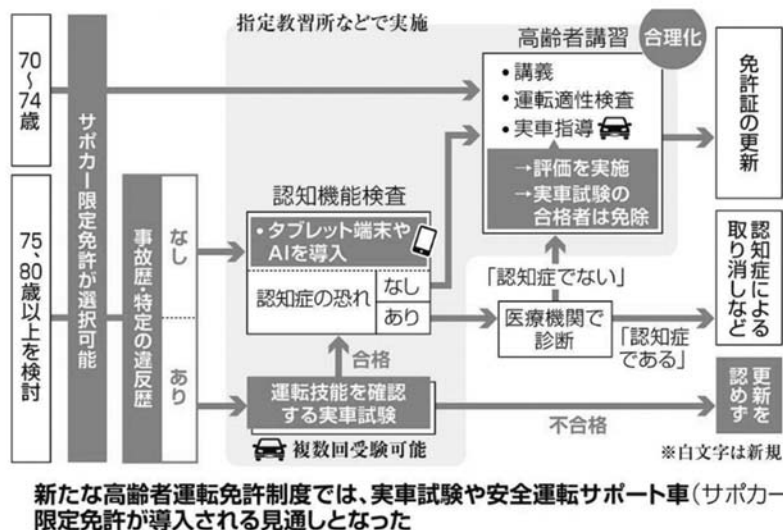 指定教習所などで実施
70〜74歳
75、80歳以上を検討
サポカー限定免許が選択可能
事故歴・特定の違反歴
なし
あり
認知機能検査
・タブレット端末やAIを導入
認知症の恐れ
なし
あり
合格
運転技能を確認
する実車試験
複数回受験可能
高齢者講習
合理化
• 講義
• 運転適性検査
• 実車指導
→評価を実施
→実車試験の
合格者は免除
「認知症でない」
医療機関で
診断
「認知症
である」
不合格
免許証の更新
認知症による
取り消しなど
更新を
認めず
※白文字は新規
新たな高齢者運転免許制度では、実車試験や安全運転サポート車(サポカー
限定免許が導入される見通しとなった